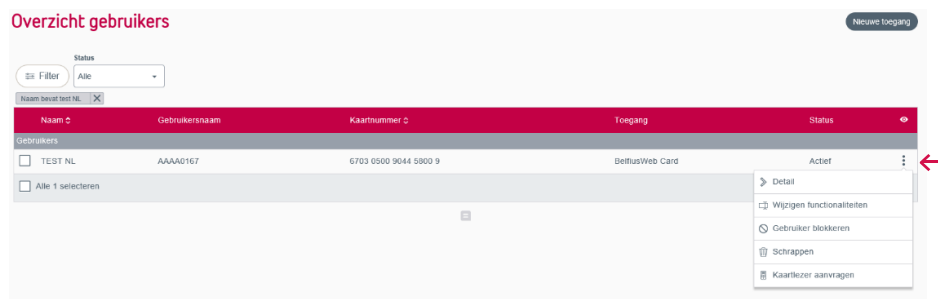 Overzicht gebruikers
Nieuwe toegang
Status
Filter Alle
Naam bevat test NL
Naam Gebruikersnaam Kaartnummer Toegang Status
Gebruikers
TEST NL AAAA0167 6703 0500 9044 5800 9 BelfiusWeb Card Actief
Alle 1 selecteren
Detail
Wijzigen functionaliteiten
Gebruiker blokkeren
Schrappen
Kaartlezer aanvragen